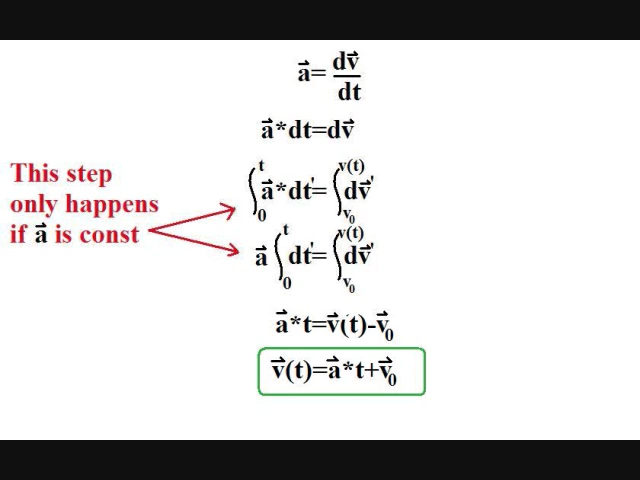 a⃗= dv⃗/dt
a⃗*dt=dv⃗
This step
only happens
if a⃗ is const
∫₀ᵗ a⃗*dt'=∫_{v₀}^{v(t)} dv⃗'
a⃗ ∫₀ᵗ dt'=∫_{v₀}^{v(t)} dv⃗'
a⃗*t=v⃗(t)-v⃗₀
v⃗(t)=a⃗*t+v⃗₀